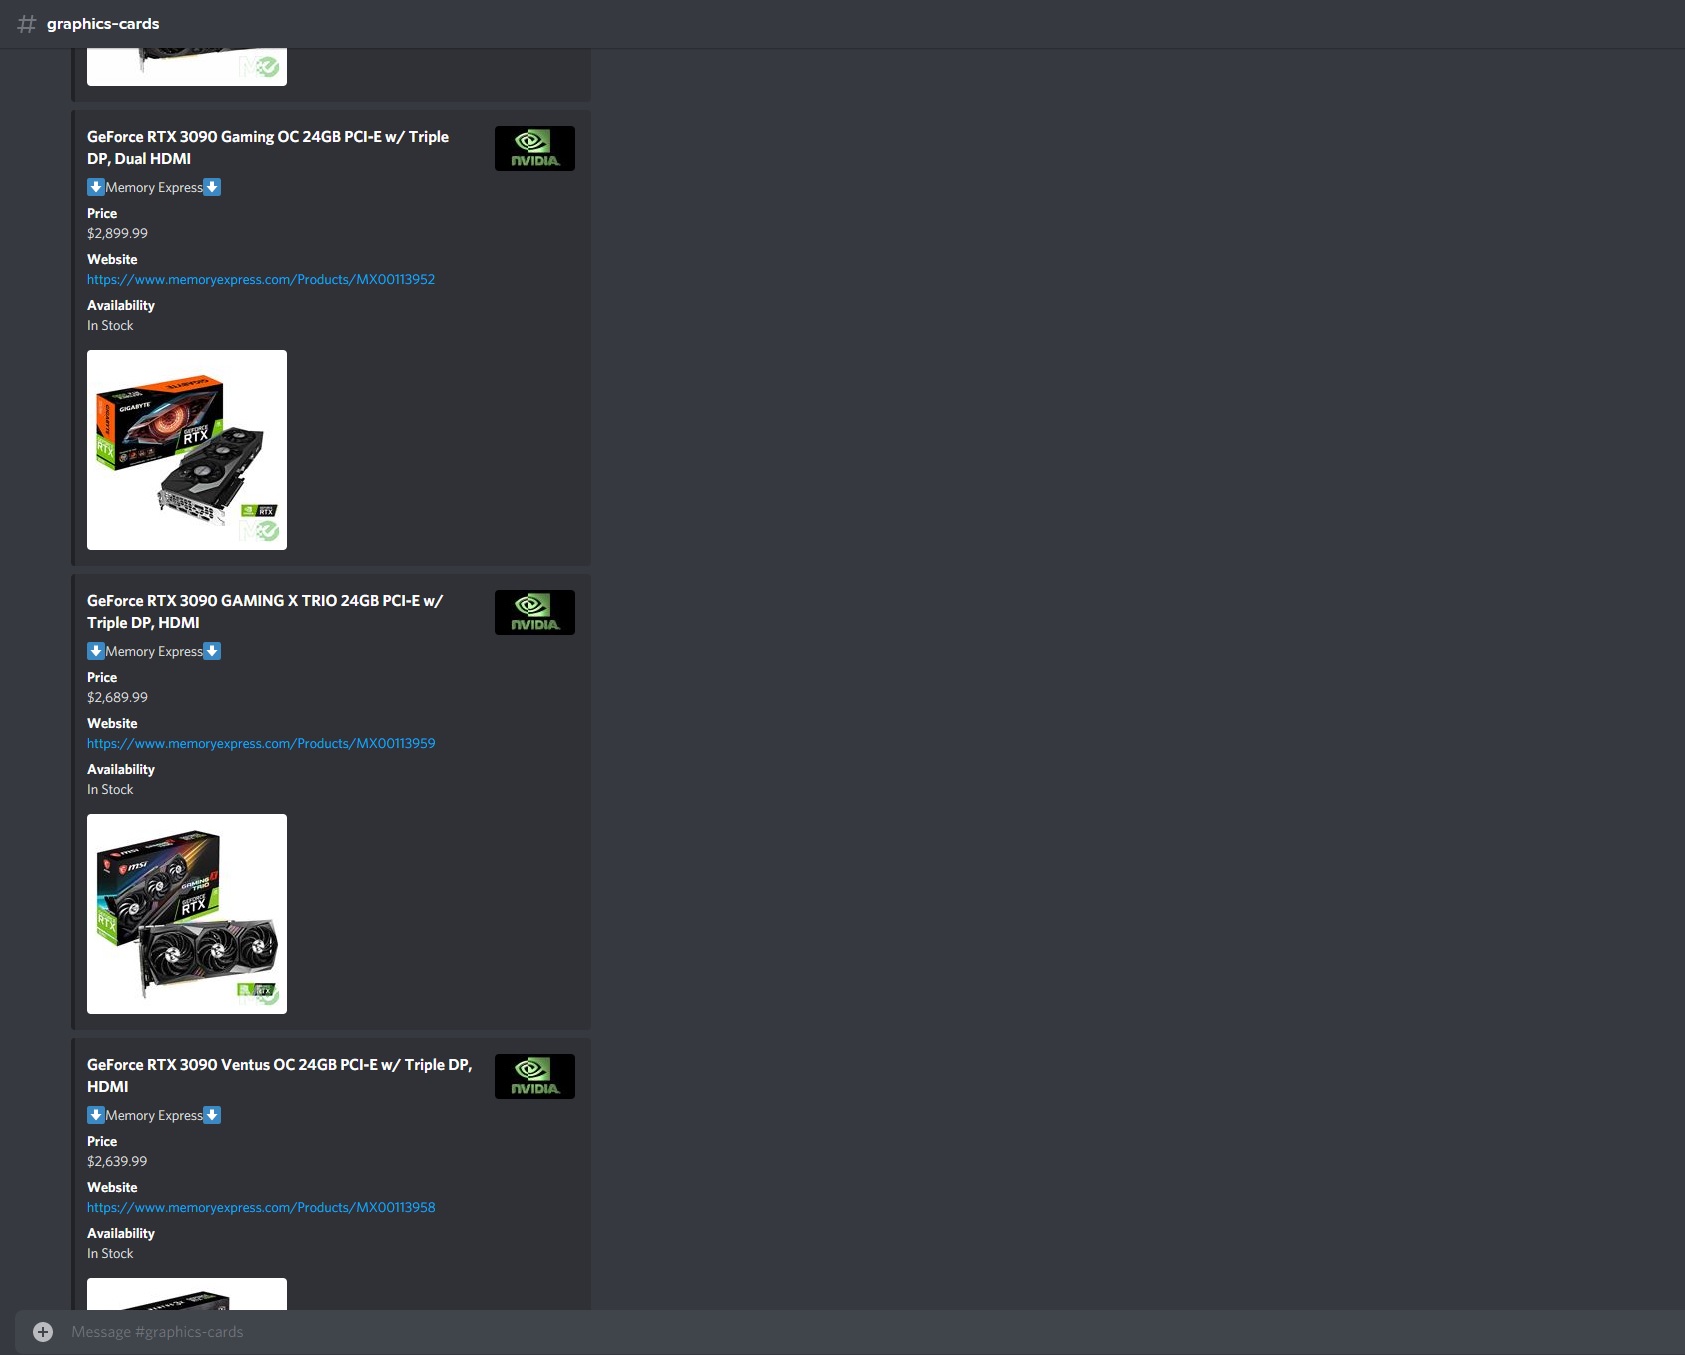 graphics-cards
GeForce RTX 3090 Gaming OC 24GB PCI-E w/ Triple
DP, Dual HDMI
NVIDIA
Memory Express
Price
$2,899.99
Website
https://www.memoryexpress.com/Products/MX00113952
Availability
In Stock
GIGABYTE
GIGABYTE
GEFORCE
RTX
RTX
GeForce RTX 3090 GAMING X TRIO 24GB PCI-E w/
Triple DP, HDMI
NVIDIA
Memory Express
Price
$2,689.99
Website
https://www.memoryexpress.com/Products/MX00113959
Availability
In Stock
msi
GAMING X
TRIO
GEFORCE
RTX
RTX
GeForce RTX 3090 Ventus OC 24GB PCI-E w/ Triple DP,
HDMI
NVIDIA
Memory Express
Price
$2,639.99
Website
https://www.memoryexpress.com/Products/MX00113958
Availability
In Stock
Message #graphics-cards